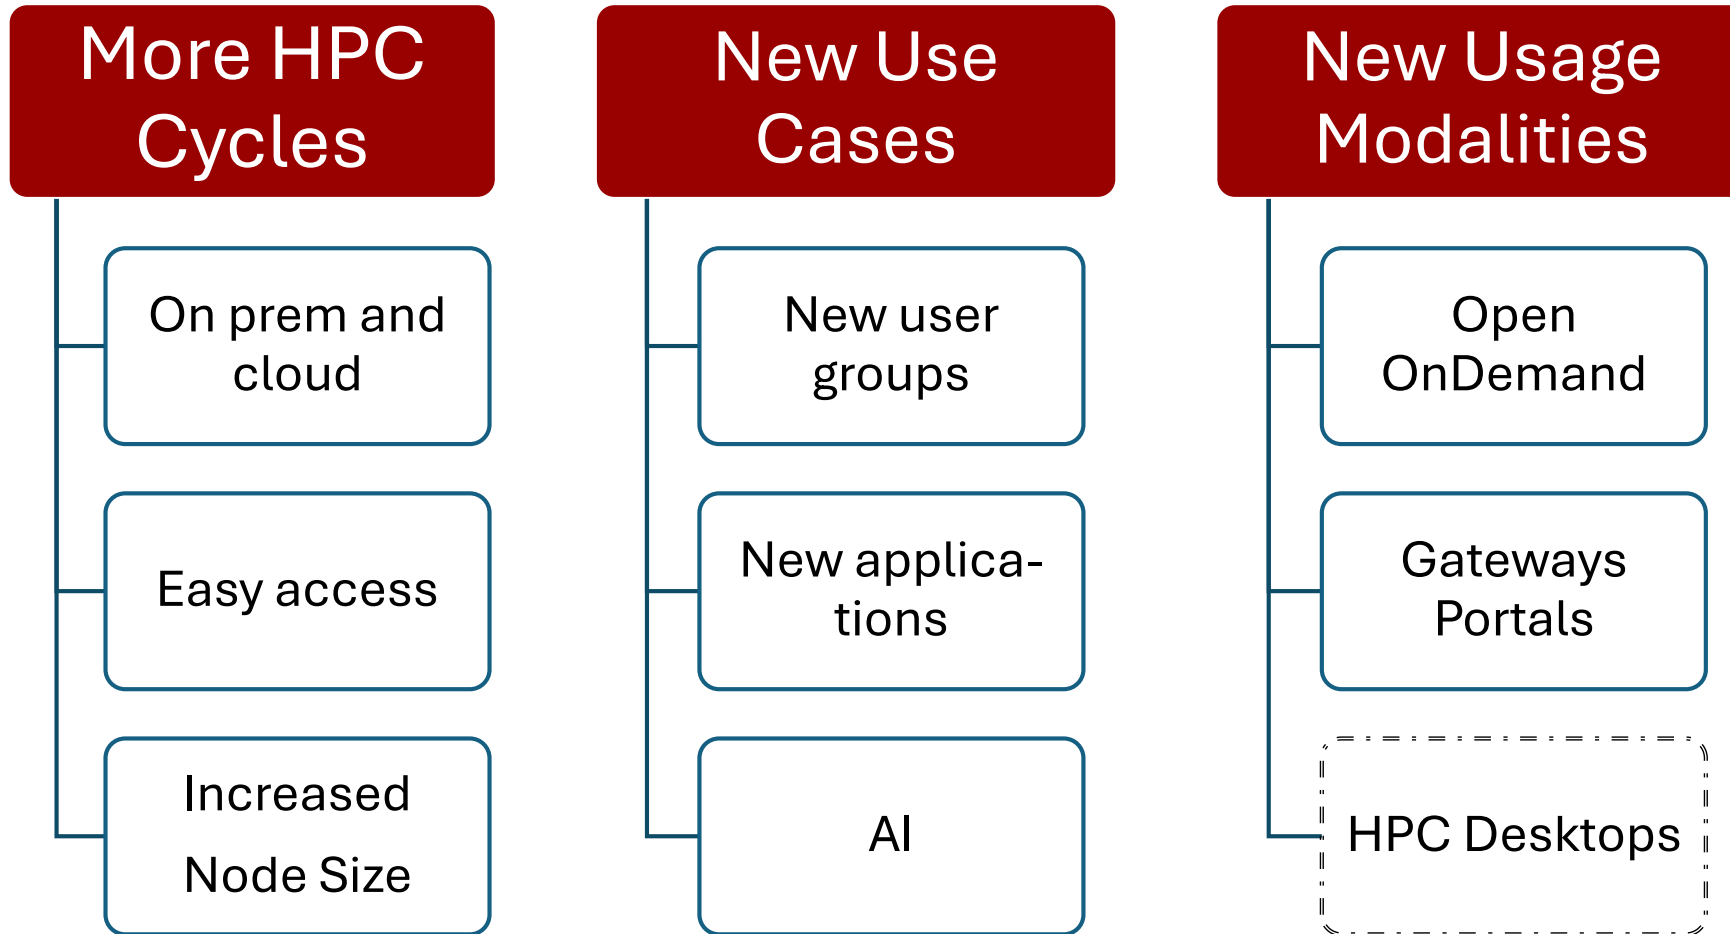 More HPC
Cycles
On prem and
cloud
Easy access
Increased
Node Size
New Use
Cases
New user
groups
New applica-
tions
AI
New Usage
Modalities
Open
OnDemand
Gateways
Portals
HPC Desktops